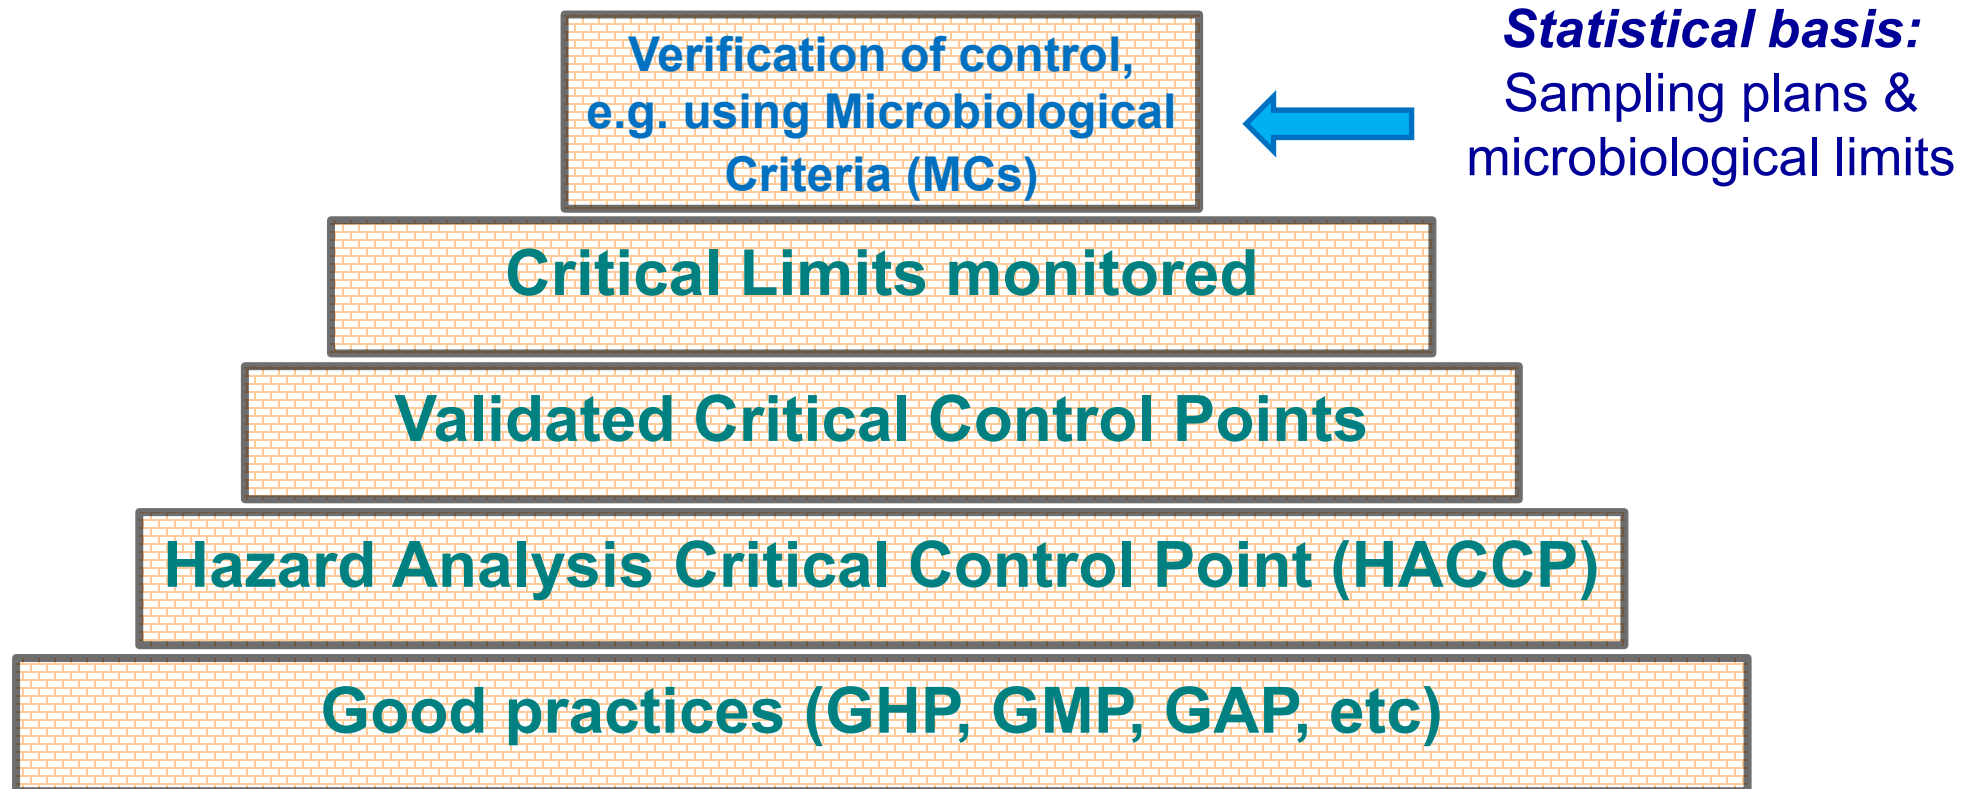 Verification of control,
e.g. using Microbiological
Criteria (MCs)
Statistical basis:
Sampling plans &
microbiological limits
Critical Limits monitored
Validated Critical Control Points
Hazard Analysis Critical Control Point (HACCP)
Good practices (GHP, GMP, GAP, etc)